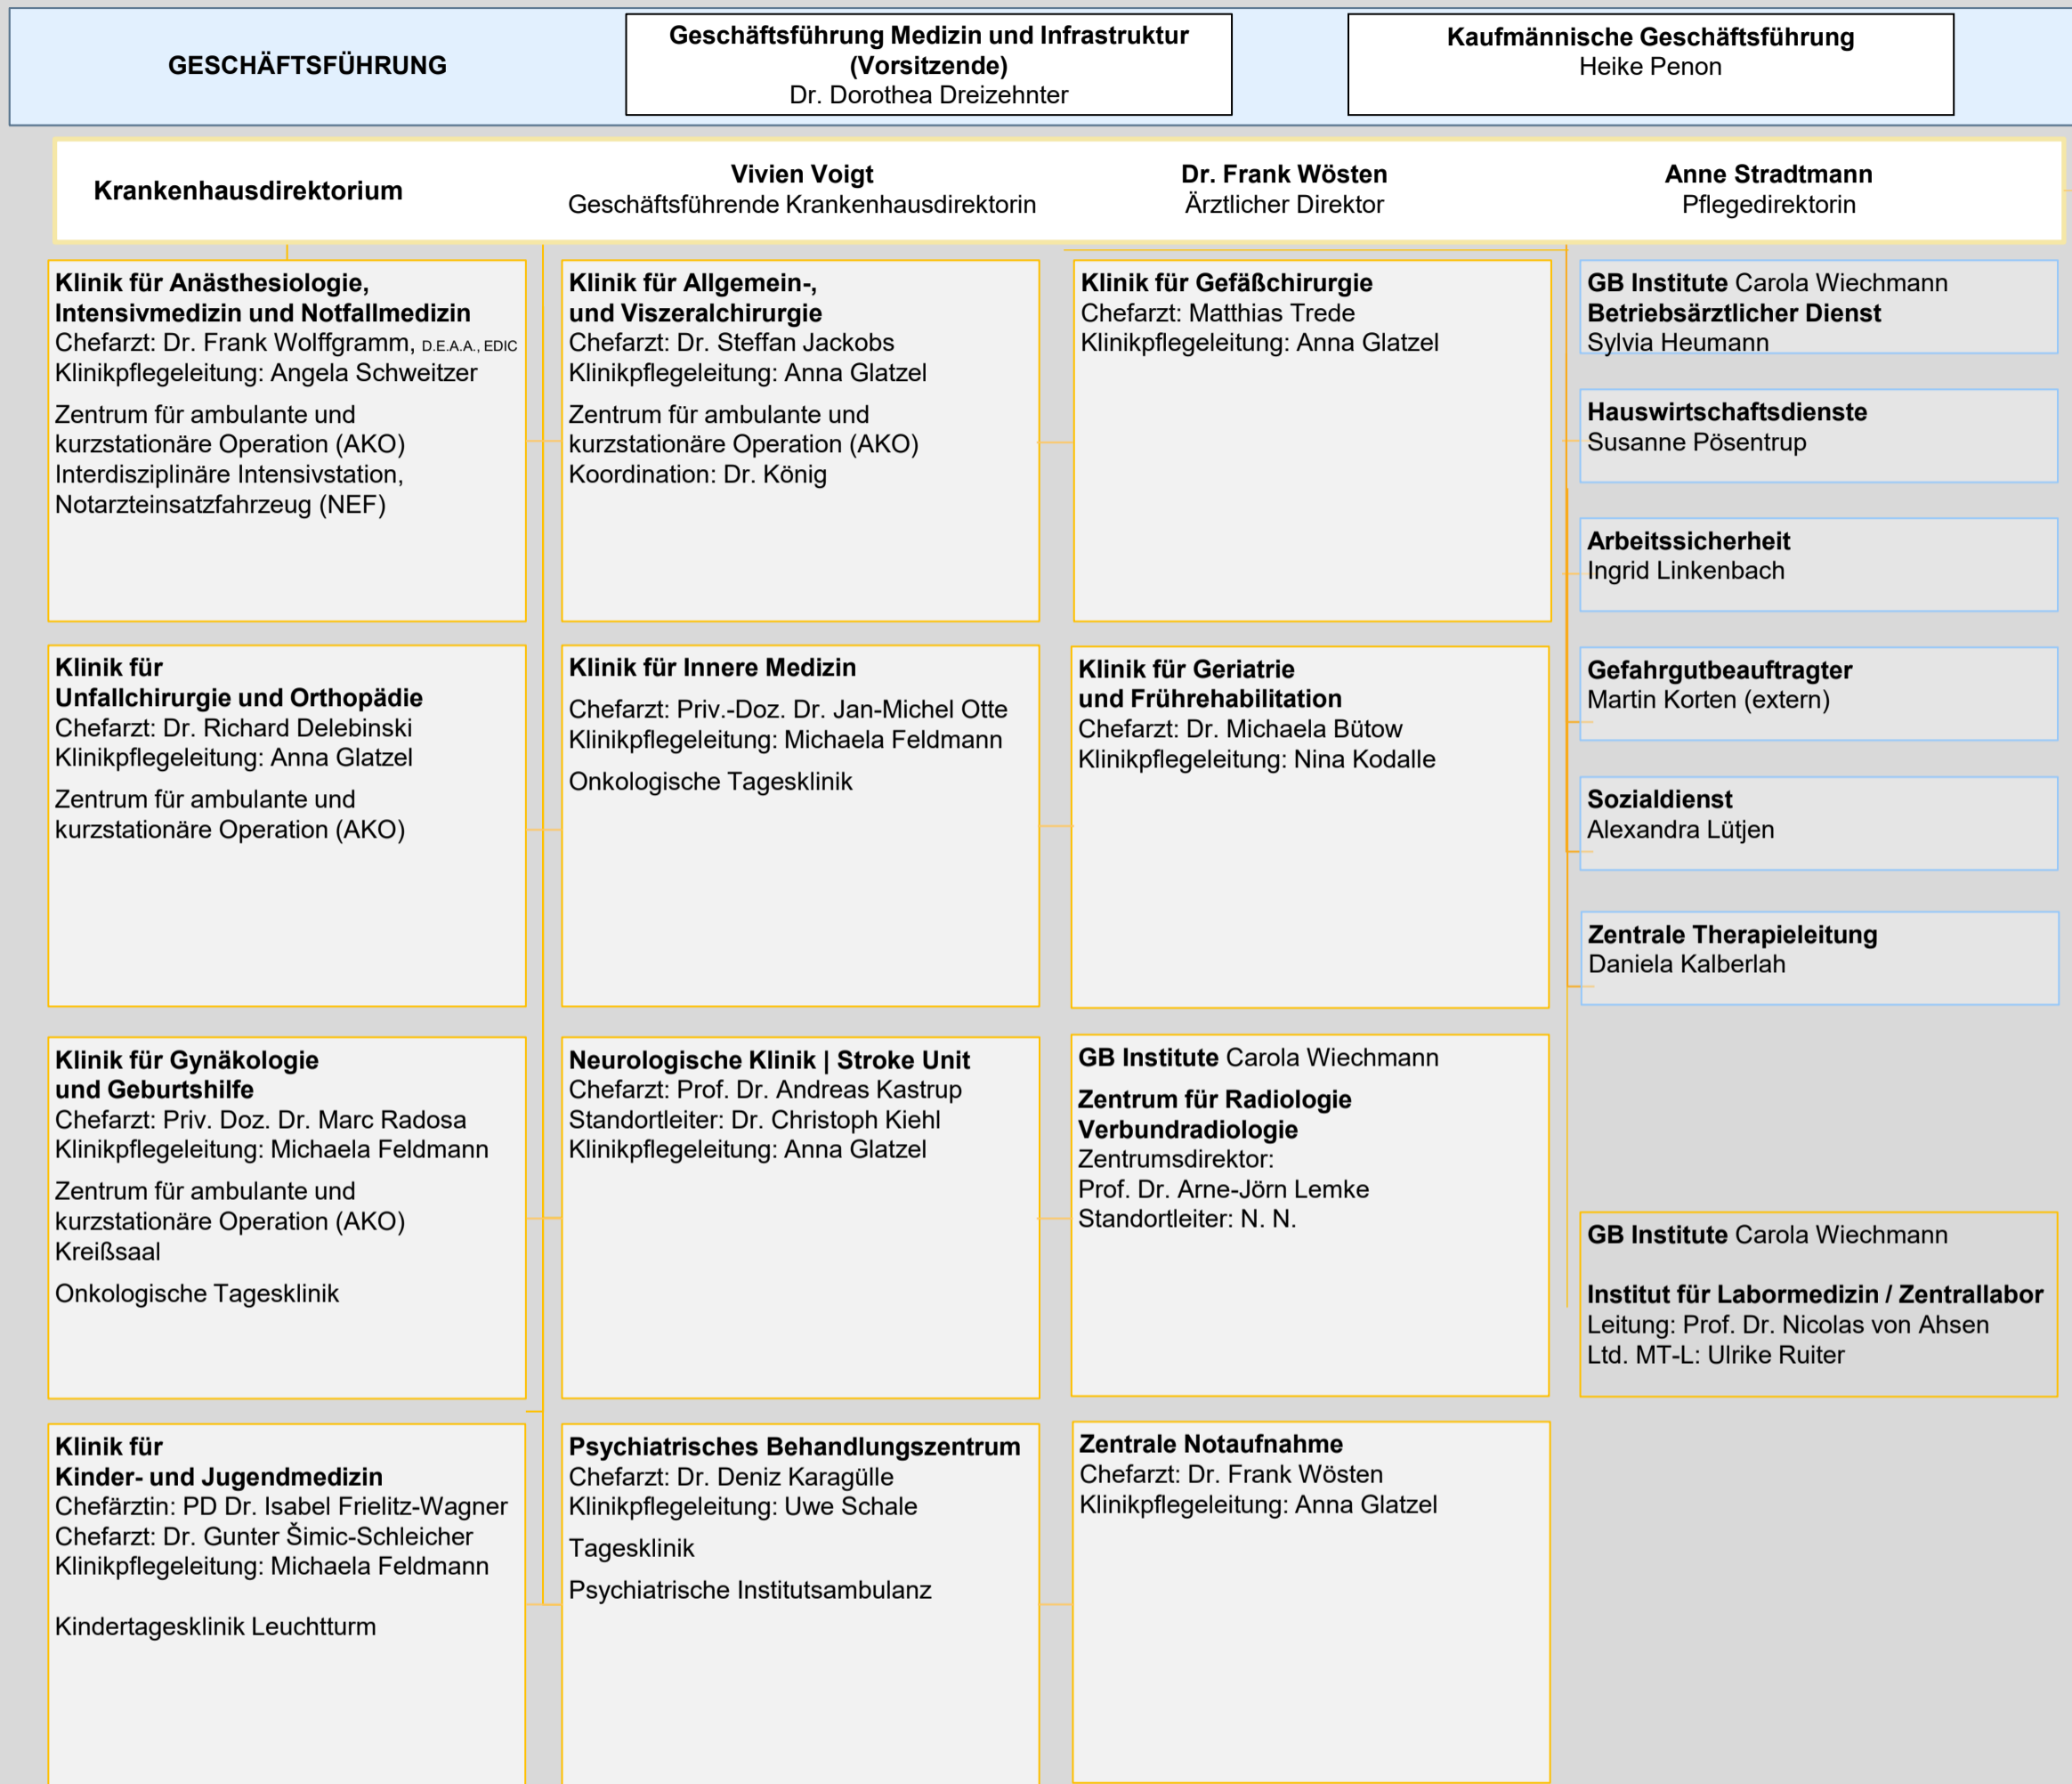 GESCHÄFTSFÜHRUNG
Geschäftsführung Medizin und Infrastruktur
(Vorsitzende)
Dr. Dorothea Dreizehnter
Kaufmännische Geschäftsführung
Heike Penon
Krankenhausdirektorium
Vivien Voigt
Geschäftsführende Krankenhausdirektorin
Dr. Frank Wösten
Ärztlicher Direktor
Anne Stradtmann
Pflegedirektorin
Klinik für Anästhesiologie,
Intensivmedizin und Notfallmedizin
Chefarzt: Dr. Frank Wolffgramm, D.E.A.A., EDIC
Klinikpflegeleitung: Angela Schweitzer
Zentrum für ambulante und
kurzstationäre Operation (AKO)
Interdisziplinäre Intensivstation,
Notarzteinsatzfahrzeug (NEF)
Klinik für Allgemein-,
und Viszeralchirurgie
Chefarzt: Dr. Steffan Jackobs
Klinikpflegeleitung: Anna Glatzel
Zentrum für ambulante und
kurzstationäre Operation (AKO)
Koordination: Dr. König
Klinik für Gefäßchirurgie
Chefarzt: Matthias Trede
Klinikpflegeleitung: Anna Glatzel
GB Institute Carola Wiechmann
Betriebsärztlicher Dienst
Sylvia Heumann
Hauswirtschaftsdienste
Susanne Pösentrup
Arbeitssicherheit
Ingrid Linkenbach
Klinik für
Unfallchirurgie und Orthopädie
Chefarzt: Dr. Richard Delebinski
Klinikpflegeleitung: Anna Glatzel
Zentrum für ambulante und
kurzstationäre Operation (AKO)
Klinik für Innere Medizin
Chefarzt: Priv.-Doz. Dr. Jan-Michel Otte
Klinikpflegeleitung: Michaela Feldmann
Onkologische Tagesklinik
Klinik für Geriatrie
und Frührehabilitation
Chefarzt: Dr. Michaela Bütow
Klinikpflegeleitung: Nina Kodalle
Gefahrgutbeauftragter
Martin Korten (extern)
Sozialdienst
Alexandra Lütjen
Zentrale Therapieleitung
Daniela Kalberlah
Klinik für Gynäkologie
und Geburtshilfe
Chefarzt: Priv. Doz. Dr. Marc Radosa
Klinikpflegeleitung: Michaela Feldmann
Zentrum für ambulante und
kurzstationäre Operation (AKO)
Kreißsaal
Onkologische Tagesklinik
Neurologische Klinik | Stroke Unit
Chefarzt: Prof. Dr. Andreas Kastrup
Standortleiter: Dr. Christoph Kiehl
Klinikpflegeleitung: Anna Glatzel
GB Institute Carola Wiechmann
Zentrum für Radiologie
Verbundradiologie
Zentrumsdirektor:
Prof. Dr. Arne-Jörn Lemke
Standortleiter: N. N.
GB Institute Carola Wiechmann
Institut für Labormedizin / Zentrallabor
Leitung: Prof. Dr. Nicolas von Ahsen
Ltd. MT-L: Ulrike Ruiter
Klinik für
Kinder- und Jugendmedizin
Chefärztin: PD Dr. Isabel Frielitz-Wagner
Chefarzt: Dr. Gunter Šimic-Schleicher
Klinikpflegeleitung: Michaela Feldmann
Kindertagesklinik Leuchtturm
Psychiatrisches Behandlungszentrum
Chefarzt: Dr. Deniz Karagülle
Klinikpflegeleitung: Uwe Schale
Tagesklinik
Psychiatrische Institutsambulanz
Zentrale Notaufnahme
Chefarzt: Dr. Frank Wösten
Klinikpflegeleitung: Anna Glatzel